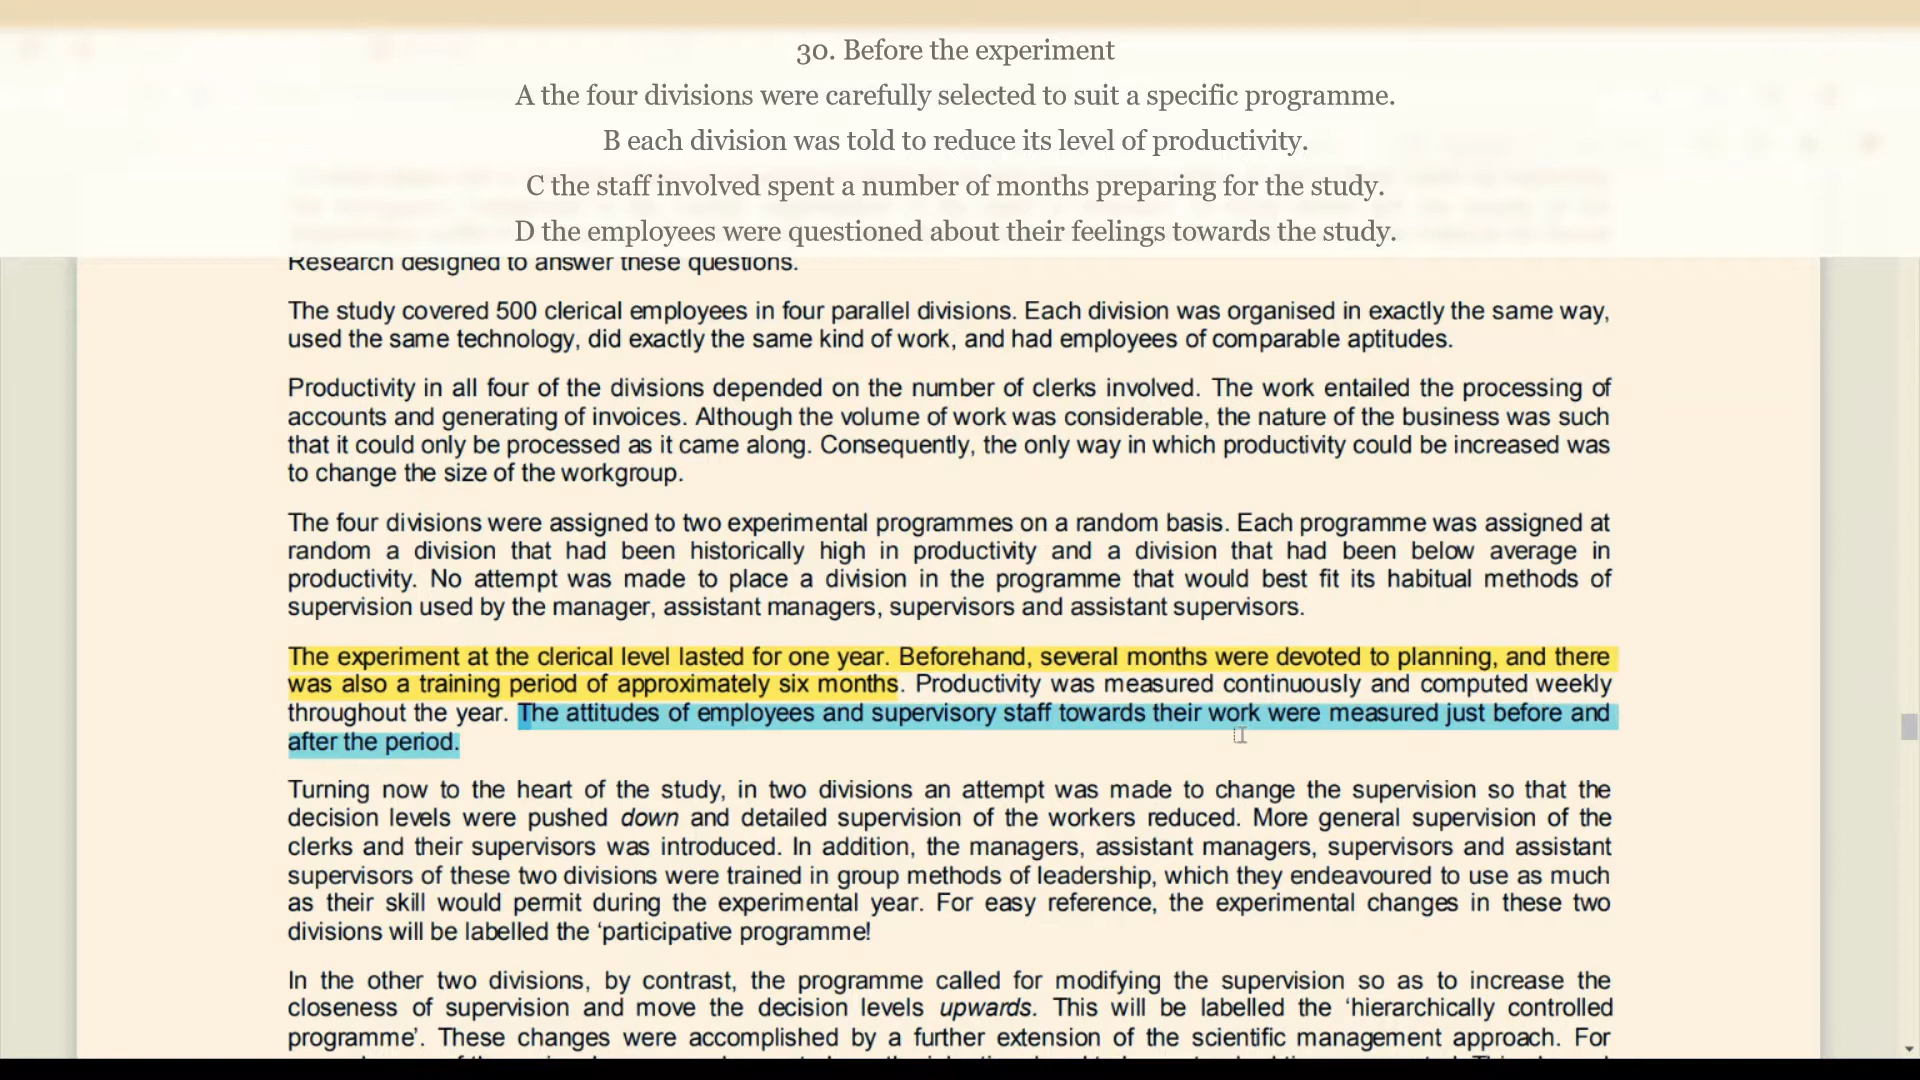 30. Before the experiment
A the four divisions were carefully selected to suit a specific programme.
B each division was told to reduce its level of productivity.
C the staff involved spent a number of months preparing for the study.
D the employees were questioned about their feelings towards the study.
Research designed to answer these questions.
The study covered 500 clerical employees in four parallel divisions. Each division was organised in exactly the same way,
used the same technology, did exactly the same kind of work, and had employees of comparable aptitudes.
Productivity in all four of the divisions depended on the number of clerks involved. The work entailed the processing of
accounts and generating of invoices. Although the volume of work was considerable, the nature of the business was such
that it could only be processed as it came along. Consequently, the only way in which productivity could be increased was
to change the size of the workgroup.
The four divisions were assigned to two experimental programmes on a random basis. Each programme was assigned at
random a division that had been historically high in productivity and a division that had been below average in
productivity. No attempt was made to place a division in the programme that would best fit its habitual methods of
supervision used by the manager, assistant managers, supervisors and assistant supervisors.
The experiment at the clerical level lasted for one year. Beforehand, several months were devoted to planning, and there
was also a training period of approximately six months. Productivity was measured continuously and computed weekly
throughout the year. The attitudes of employees and supervisory staff towards their work were measured just before and
after the period.
Turning now to the heart of the study, in two divisions an attempt was made to change the supervision so that the
decision levels were pushed down and detailed supervision of the workers reduced. More general supervision of the
clerks and their supervisors was introduced. In addition, the managers, assistant managers, supervisors and assistant
supervisors of these two divisions were trained in group methods of leadership, which they endeavoured to use as much
as their skill would permit during the experimental year. For easy reference, the experimental changes in these two
divisions will be labelled the ‘participative programme!
In the other two divisions, by contrast, the programme called for modifying the supervision so as to increase the
closeness of supervision and move the decision levels upwards. This will be labelled the ‘hierarchically controlled
programme’. These changes were accomplished by a further extension of the scientific management approach. For